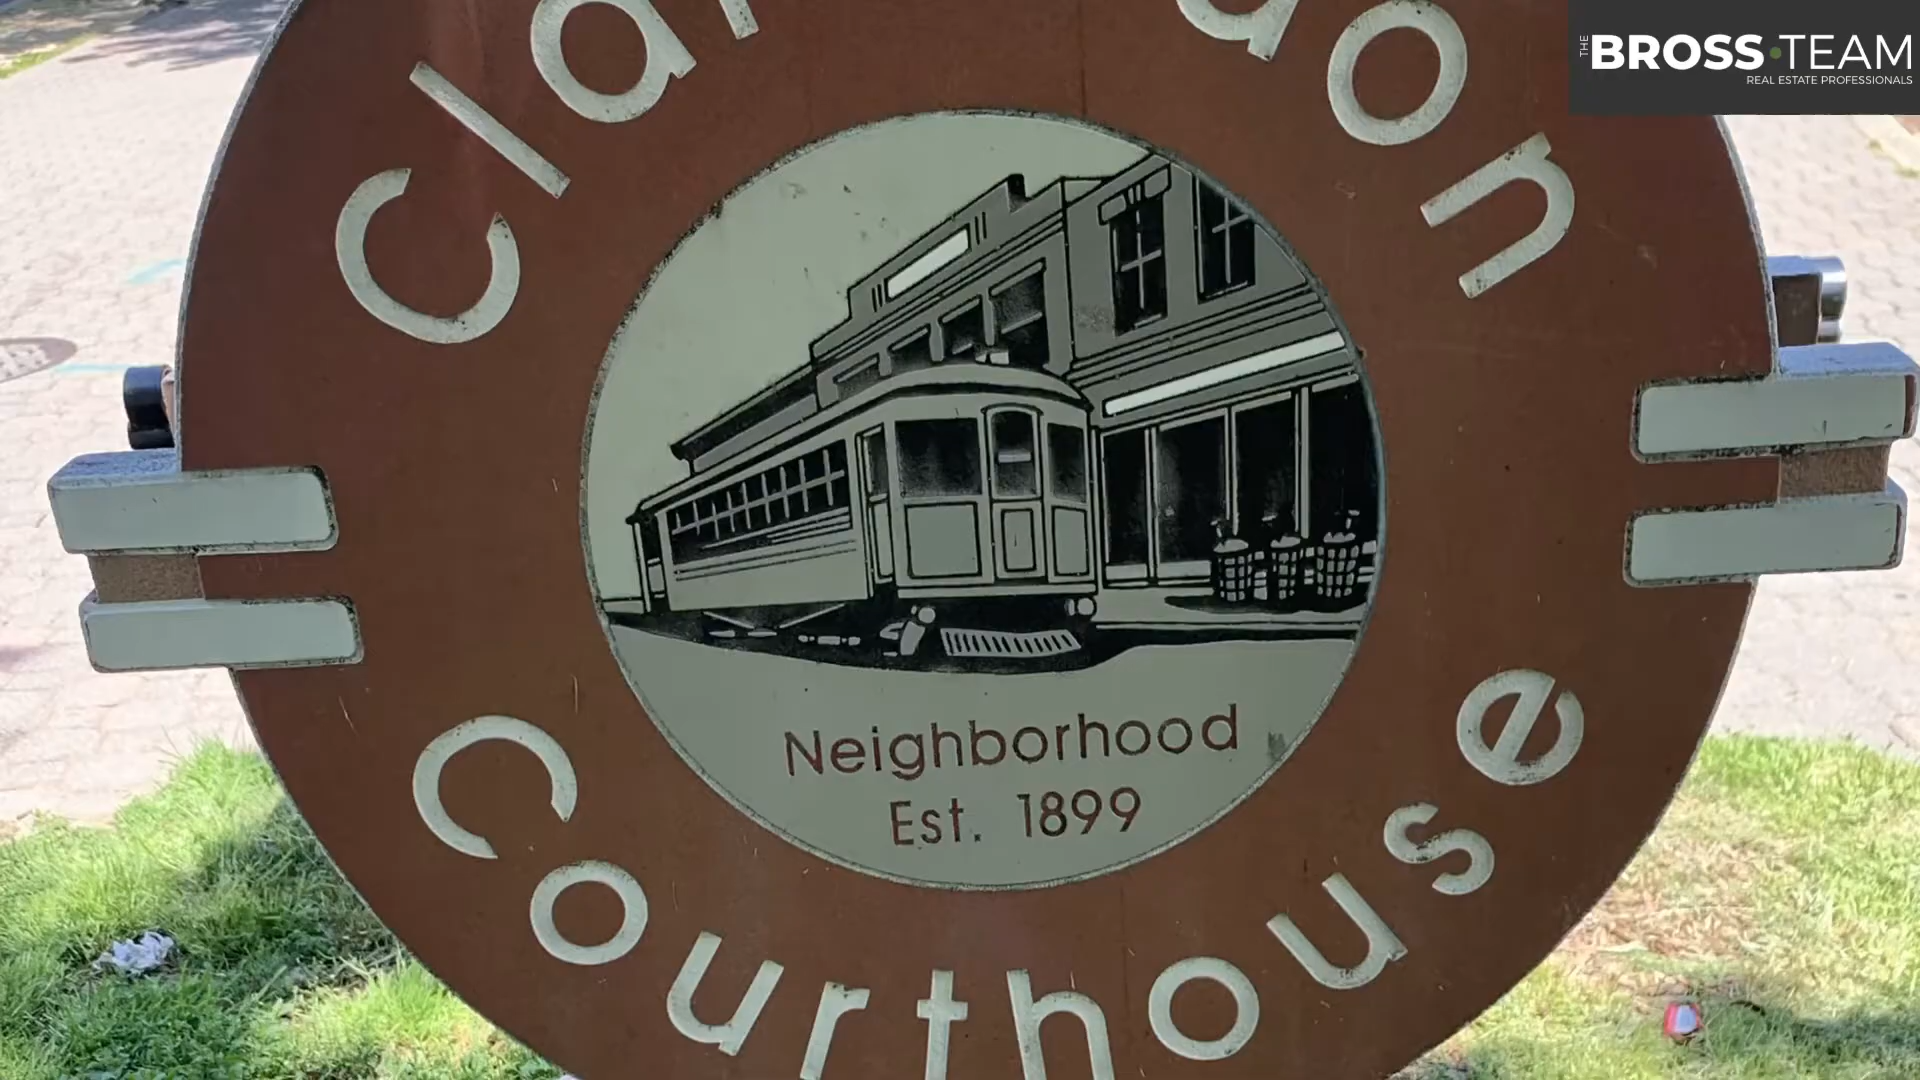 THE BROSS TEAM
REAL ESTATE PROFESSIONALS
Neighborhood
Est. 1899
Courthouse